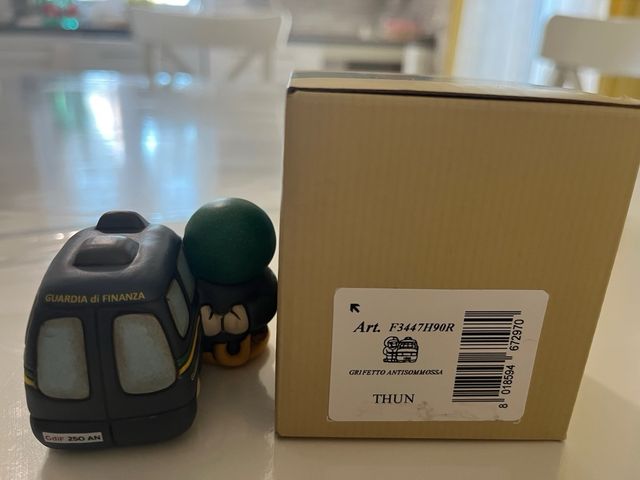 GUARDIA di FINANZA
GdiF 250 AN
Art. F3447H90R
GRIFETTO ANTISOMMOSSA
THUN
8 018594 672970